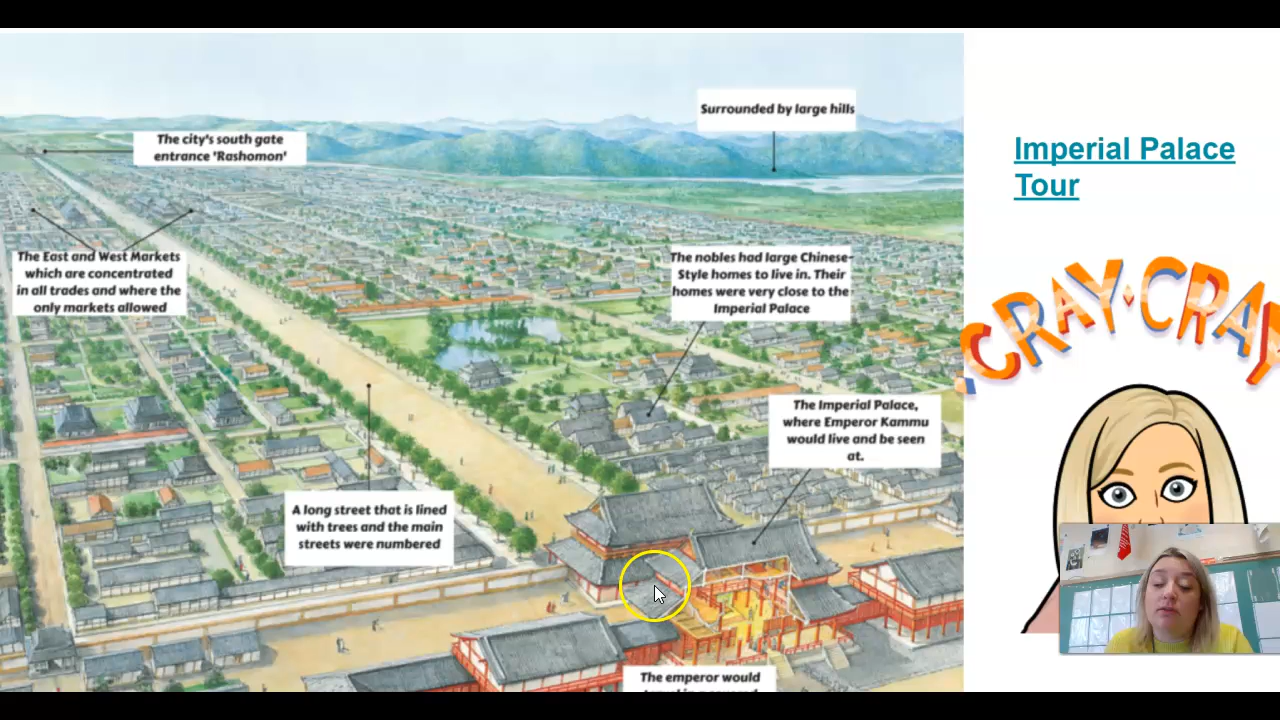 Surrounded by large hills
The city's south gate
entrance 'Rashomon'
Imperial Palace
Tour
The East and West Markets
which are concentrated
in all trades and where the
only markets allowed
The nobles had large Chinese-
Style homes to live in. Their
homes were very close to the
Imperial Palace
CRAY-CRAY
The Imperial Palace,
where Emperor Kammu
would live and be seen
at.
A long street that is lined
with trees and the main
streets were numbered
The emperor would